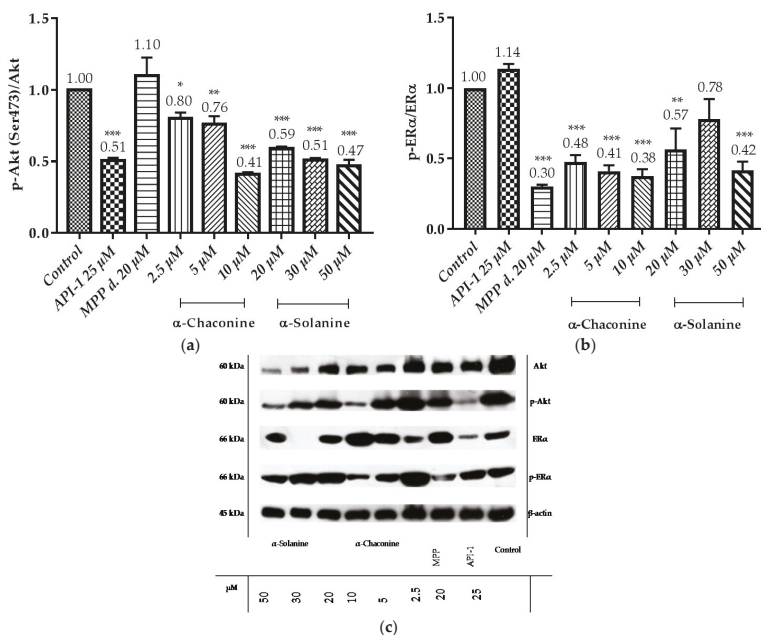 1.5
1.0
0.5
0.0
p-Akt (Ser473)/Akt
1.00
***
0.51
1.10
*
0.80
**
0.76
***
0.41
***
0.59
***
0.51
***
0.47
Control
API-1 25 µM
MPP d. 20 µM
2.5 µM
5 µM
10 µM
20 µM
30 µM
50 µM
α-Chaconine
α-Solanine
(a)
1.5
1.0
0.5
0.0
p-ERα/ERα
1.00
1.14
***
0.30
***
0.48
***
0.41
***
0.38
**
0.57
0.78
***
0.42
Control
API-1 25 µM
MPP d. 20 µM
2.5 µM
5 µM
10 µM
20 µM
30 µM
50 µM
α-Chaconine
α-Solanine
(b)
60 kDa Akt
60 kDa p-Akt
66 kDa ERα
66 kDa p-ERα
45 kDa β-actin
α-Solanine α-Chaconine MPP API-1 Control
µM 50 30 20 10 5 2.5 20 25
(c)